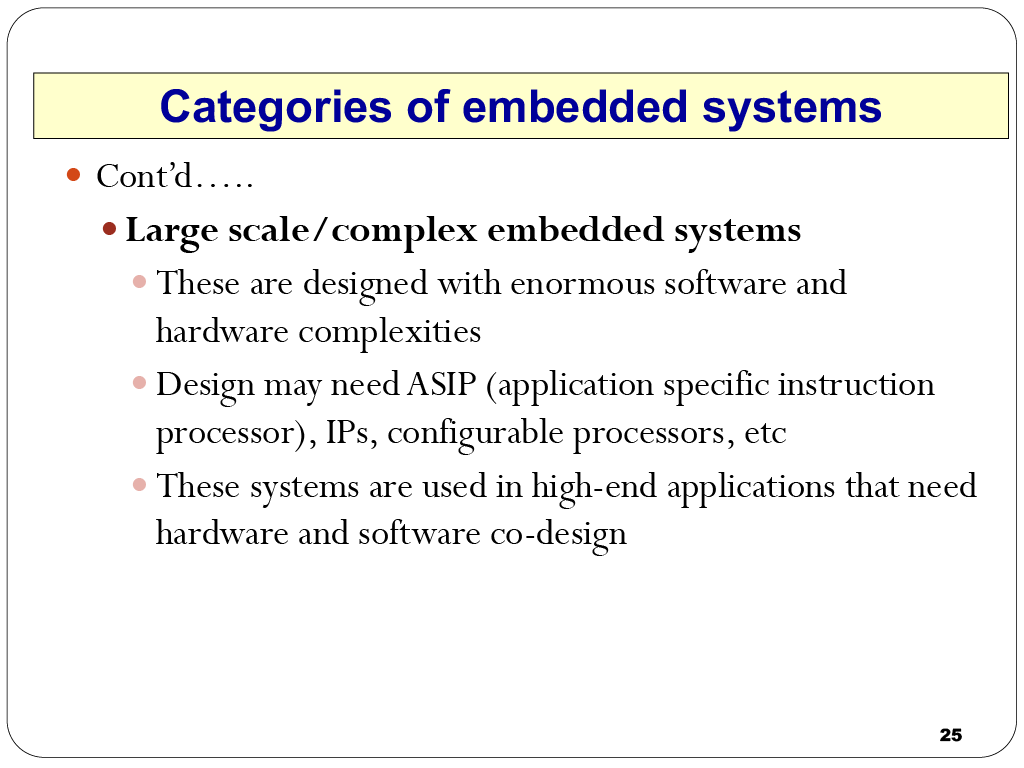 Categories of embedded systems
Cont’d…..
Large scale/complex embedded systems
These are designed with enormous software and
hardware complexities
Design may need ASIP (application specific instruction
processor), IPs, configurable processors, etc
These systems are used in high-end applications that need
hardware and software co-design
25